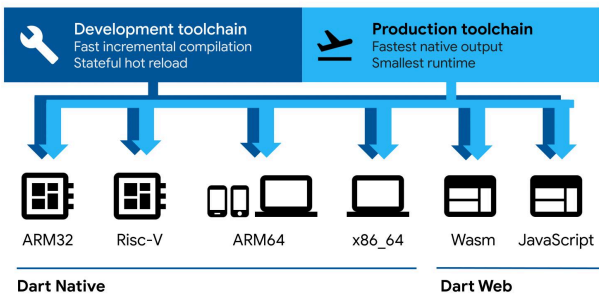 Development toolchain
Fast incremental compilation
Stateful hot reload
Production toolchain
Fastest native output
Smallest runtime
ARM32
Risc-V
ARM64
x86_64
Wasm
JavaScript
Dart Native
Dart Web